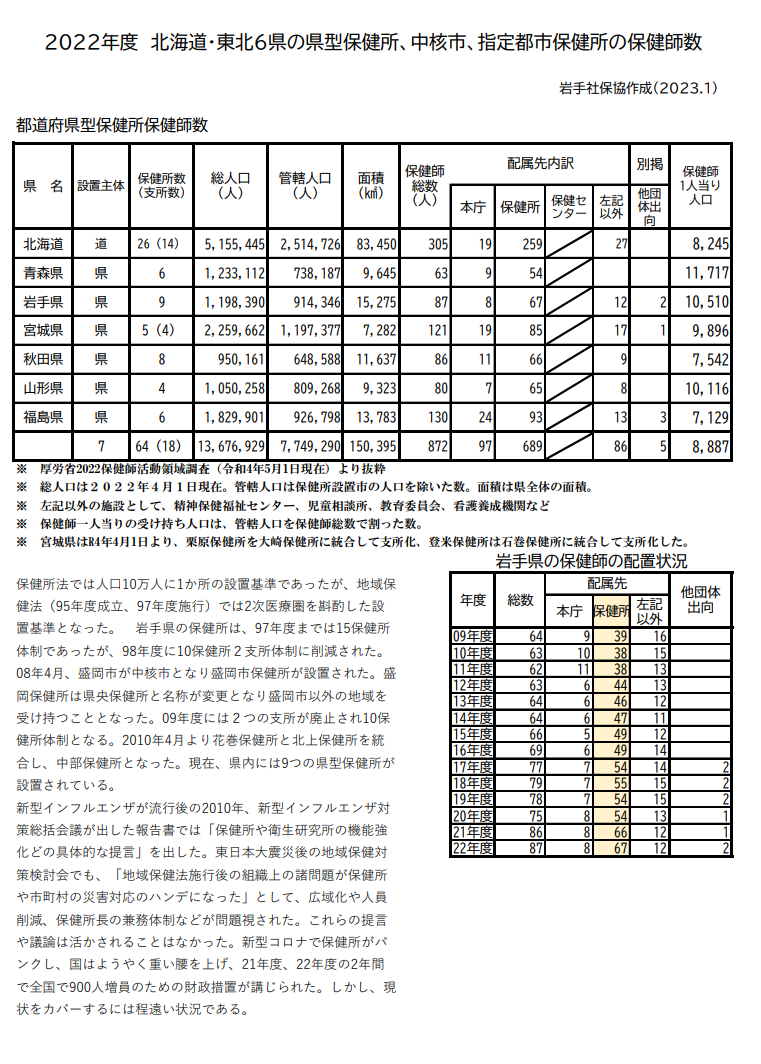 2022年度　北海道・東北6県の県型保健所、中核市、指定都市保健所の保健師数
岩手社保協作成(2023.1)
都道府県型保健所保健師数
県　名 設置主体 保健所数(支所数) 総人口(人) 管轄人口(人) 面積(㎢) 保健師総数(人) 配属先内訳 別掲 保健師1人当り人口
本庁 保健所 保健センター 左記以外 他団体出向
北海道 道 26 (14) 5,155,445 2,514,726 83,450 305 19 259 27 8,245
青森県 県 6 1,233,112 738,187 9,645 63 9 54 11,717
岩手県 県 9 1,198,390 914,346 15,275 87 8 67 12 2 10,510
宮城県 県 5 (4) 2,259,662 1,197,377 7,282 121 19 85 17 1 9,896
秋田県 県 8 950,161 648,588 11,637 86 11 66 9 7,542
山形県 県 4 1,050,258 809,268 9,323 80 7 65 8 10,116
福島県 県 6 1,829,901 926,798 13,783 130 24 93 13 3 7,129
7 64 (18) 13,676,929 7,749,290 150,395 872 97 689 86 5 8,887
※　厚労省2022保健師活動領域調査（令和4年5月1日現在）より抜粋
※　総人口は２０２２年４月１日現在。管轄人口は保健所設置市の人口を除いた数。面積は県全体の面積。
※　左記以外の施設として、精神保健福祉センター、児童相談所、教育委員会、看護養成機関など
※　保健師一人当りの受け持ち人口は、管轄人口を保健師総数で割った数。
※　宮城県はR4年4月1日より、栗原保健所を大崎保健所に統合して支所化、登米保健所は石巻保健所に統合して支所化した。
保健所法では人口10万人に1か所の設置基準であったが、地域保
健法（95年度成立、97年度施行）では2次医療圏を斟酌した設
置基準となった。　岩手県の保健所は、97年度までは15保健所
体制であったが、98年度に10保健所２支所体制に削減された。
08年4月、盛岡市が中核市となり盛岡市保健所が設置された。盛
岡保健所は県央保健所と名称が変更となり盛岡市以外の地域を
受け持つこととなった。09年度には２つの支所が廃止され10保
健所体制となる。2010年4月より花巻保健所と北上保健所を統
合し、中部保健所となった。現在、県内には9つの県型保健所が
設置されている。
新型インフルエンザが流行後の2010年、新型インフルエンザ対
策総括会議が出した報告書では「保健所や衛生研究所の機能強
化どの具体的な提言」を出した。東日本大震災後の地域保健対
策検討会でも、「地域保健法施行後の組織上の諸問題が保健所
や市町村の災害対応のハンデになった」として、広域化や人員
削減、保健所長の兼務体制などが問題視された。これらの提言
や議論は活かされることはなかった。新型コロナで保健所がパ
ンクし、国はようやく重い腰を上げ、21年度、22年度の2年間
で全国で900人増員のための財政措置が講じられた。しかし、現
状をカバーするには程遠い状況である。
岩手県の保健師の配置状況
年度 総数 配属先 他団体出向
本庁 保健所 左記以外
09年度 64 9 39 16
10年度 63 10 38 15
11年度 62 11 38 13
12年度 63 6 44 13
13年度 64 6 46 12
14年度 64 6 47 11
15年度 66 5 49 12
16年度 69 6 49 14
17年度 77 7 54 14 2
18年度 79 7 55 15 2
19年度 78 7 54 15 2
20年度 75 8 54 13 1
21年度 86 8 66 12 1
22年度 87 8 67 12 2